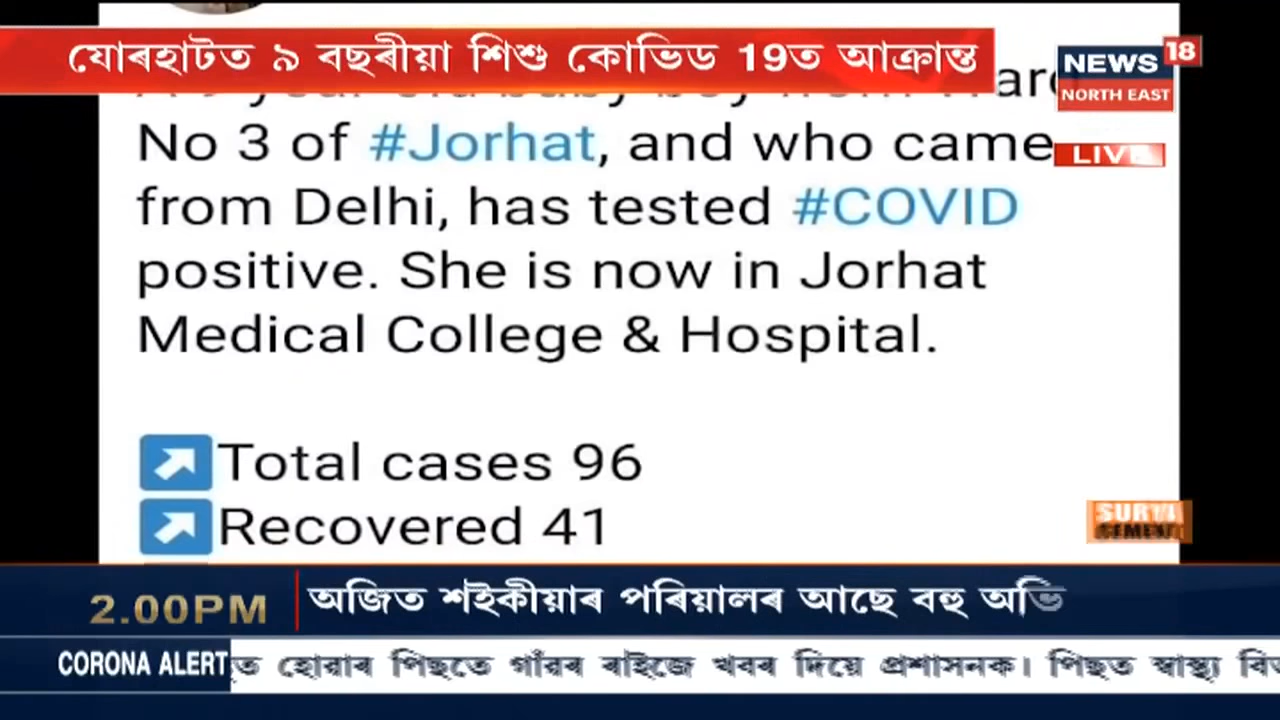 যোৰহাটত ৯ বছৰীয়া শিশু কোভিড 19ত আক্ৰান্ত
NEWS 18
NORTH EAST
LIVE
No 3 of #Jorhat, and who came
from Delhi, has tested #COVID
positive. She is now in Jorhat
Medical College & Hospital.
Total cases 96
Recovered 41
SURYA
CEMENT
2.00PM
অজিত শইকীয়াৰ পৰিয়ালৰ আছে বহু
CORONA ALERT
হোৱাৰ পিছতে গাঁৱৰ ৰাইজে খবৰ দিয়ে প্ৰশাসনক। পিছত স্বাস্থ্য